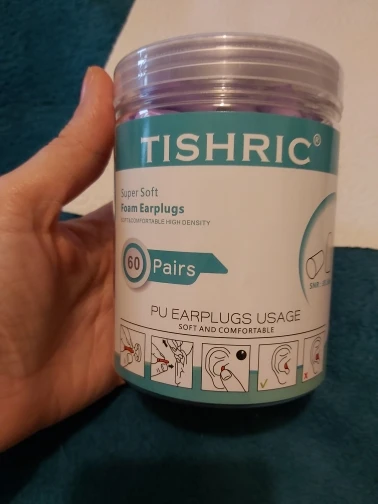 TISHRIC®
Super Soft
Foam Earplugs
SOFT&COMFORTABLE HIGH DENSITY
60 Pairs
PU EARPLUGS USAGE
SOFT AND COMFORTABLE